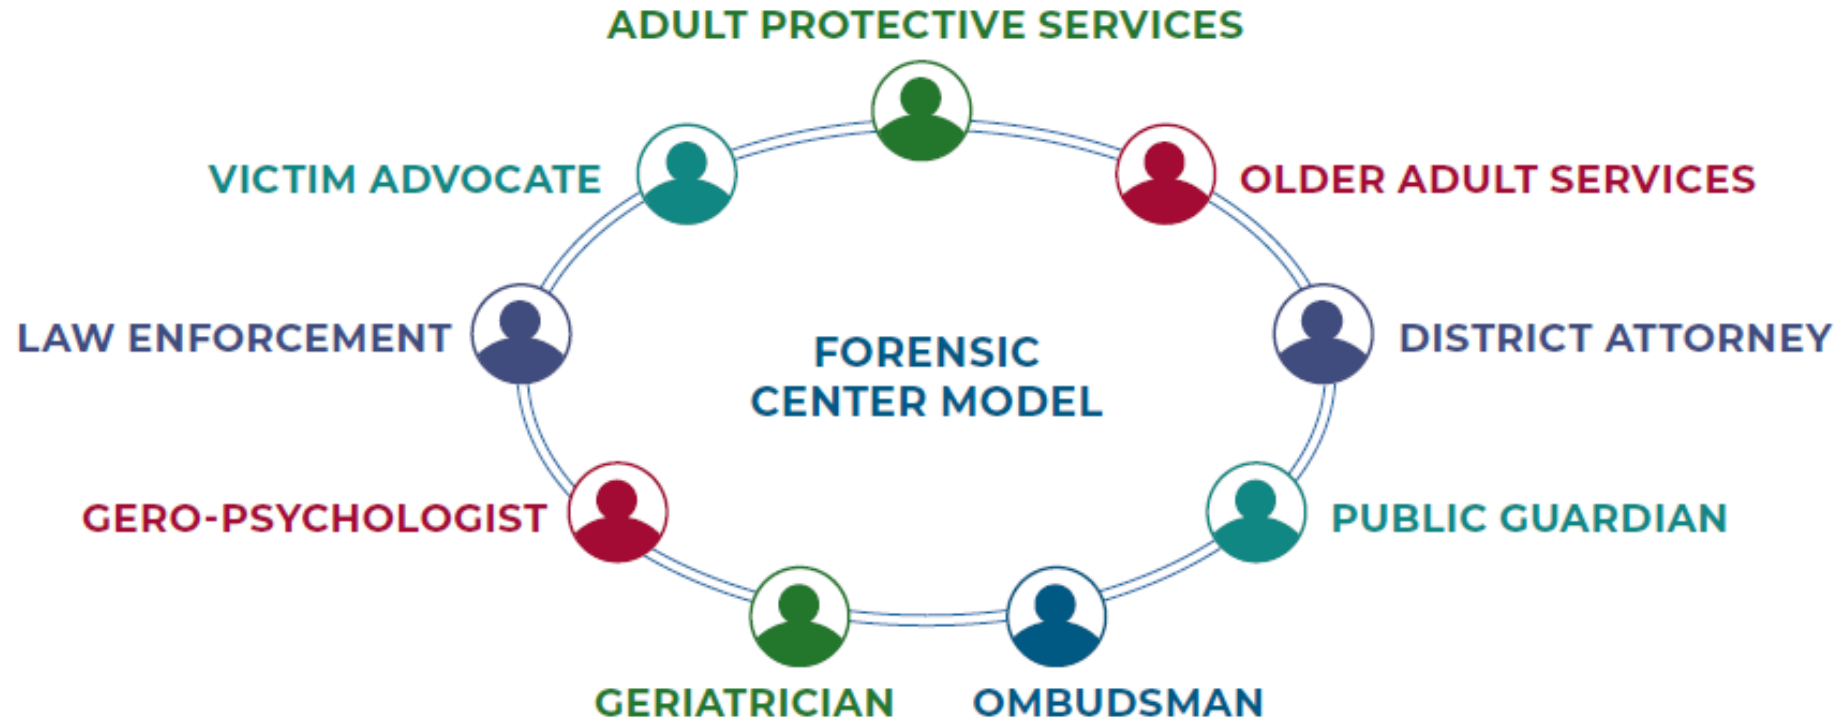 ADULT PROTECTIVE SERVICES
VICTIM ADVOCATE
OLDER ADULT SERVICES
LAW ENFORCEMENT
DISTRICT ATTORNEY
FORENSIC
CENTER MODEL
GERO-PSYCHOLOGIST
PUBLIC GUARDIAN
GERIATRICIAN
OMBUDSMAN